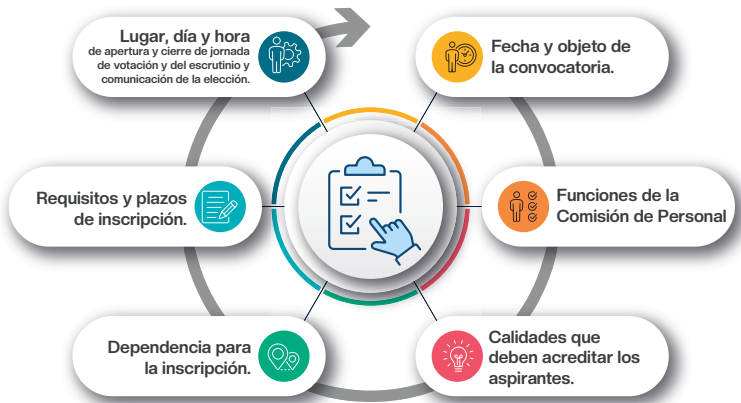 Lugar, día y hora
de apertura y cierre de jornada
de votación y del escrutinio y
comunicación de la elección.
Fecha y objeto de
la convocatoria.
Requisitos y plazos
de inscripción.
Funciones de la
Comisión de Personal
Dependencia para
la inscripción.
Calidades que
deben acreditar los
aspirantes.